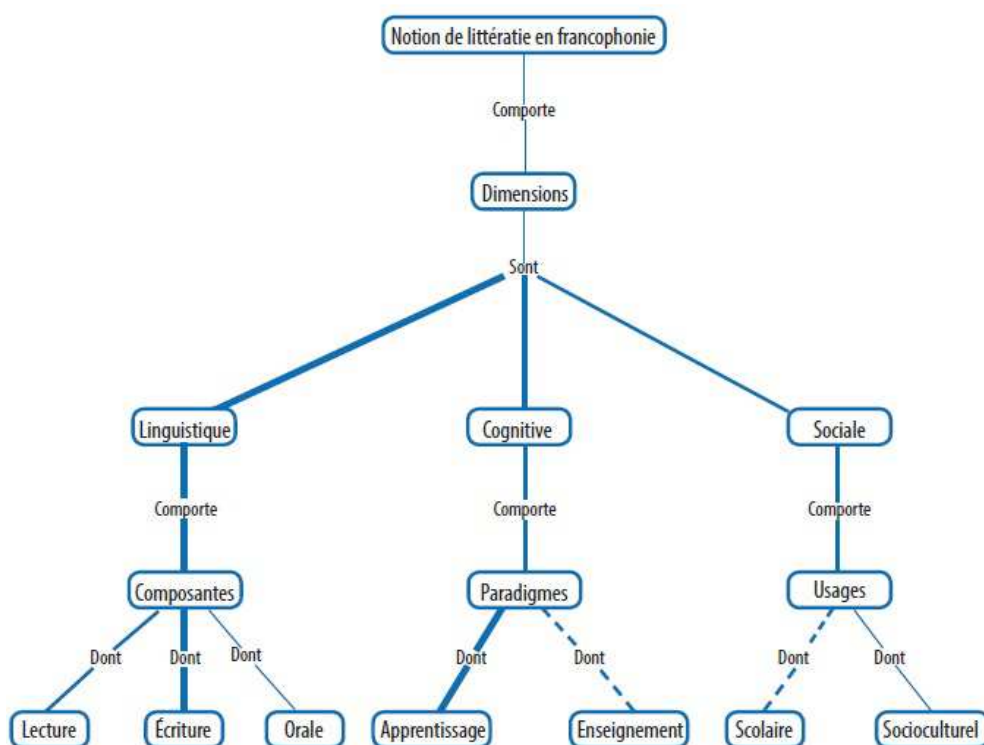 Notion de littératie en francophonie
Comporte
Dimensions
Sont
Linguistique Cognitive Sociale
Comporte Comporte Comporte
Composantes Paradigmes Usages
Dont Dont Dont Dont Dont Dont Dont
Lecture Écriture Orale Apprentissage Enseignement Scolaire Socioculturel